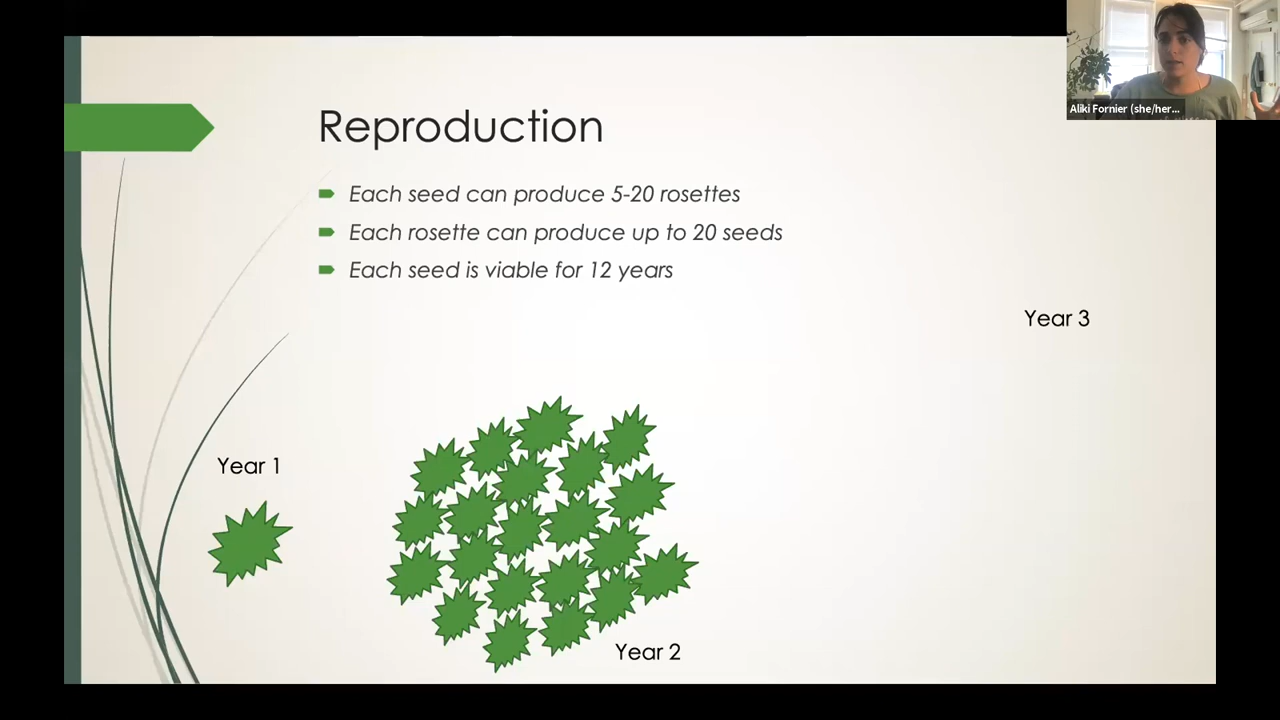 Aliki Fornier (she/her...
Reproduction
Each seed can produce 5-20 rosettes
Each rosette can produce up to 20 seeds
Each seed is viable for 12 years
Year 3
Year 1
Year 2